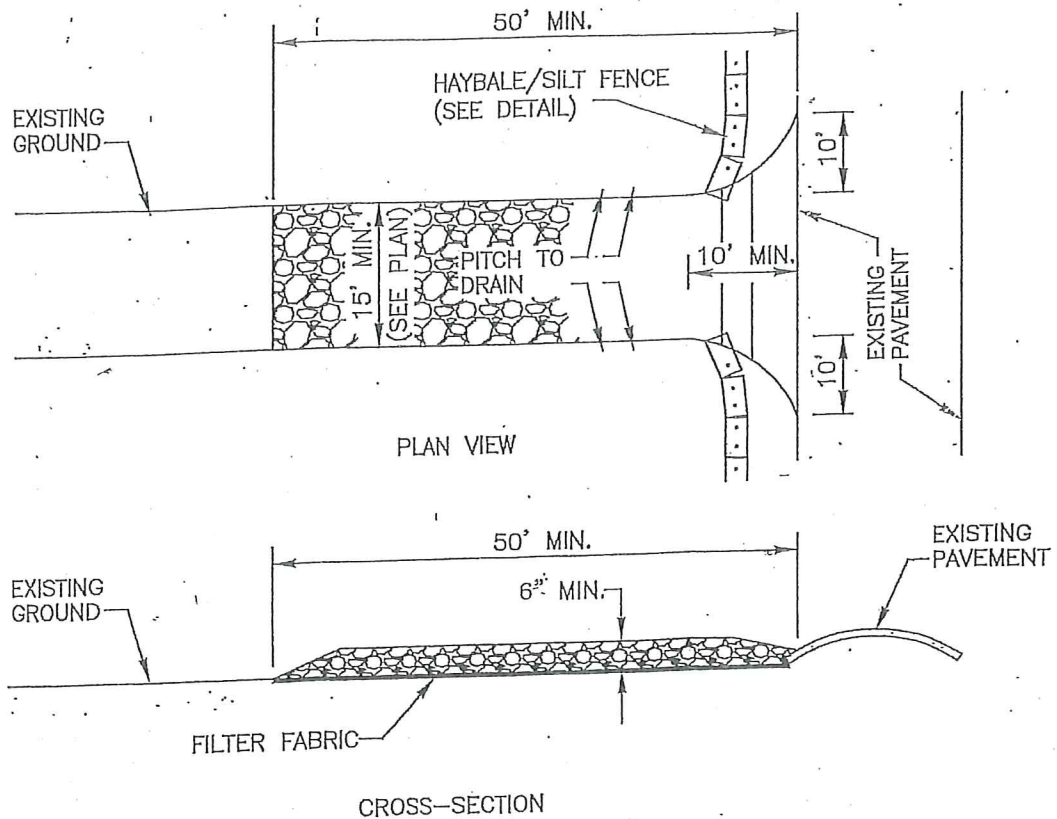 50' MIN.
HAYBALE/SILT FENCE
(SEE DETAIL)
EXISTING
GROUND
10'
15' MIN.
(SEE PLAN)
PITCH TO
DRAIN
10' MIN.
EXISTING
PAVEMENT
10'
PLAN VIEW
50' MIN.
EXISTING
PAVEMENT
6" MIN.
EXISTING
GROUND
FILTER FABRIC
CROSS-SECTION